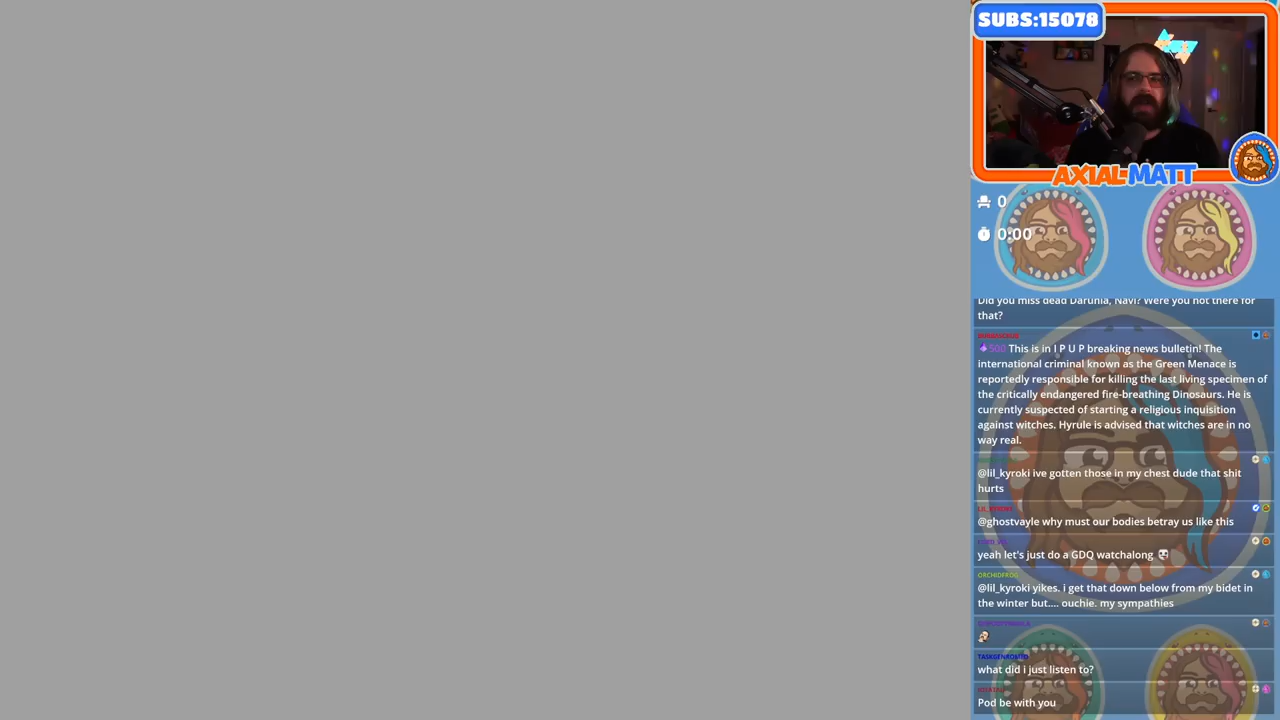 SUBS:15078
AXIALMATT
0
0:00
Did you miss dead Darunia, Navi? Were you not there for
that?
500 This is in I P U P breaking news bulletin! The
international criminal known as the Green Menace is
reportedly responsible for killing the last living specimen of
the critically endangered fire-breathing Dinosaurs. He is
currently suspected of starting a religious inquisition
against witches. Hyrule is advised that witches are in no
way real.
@lil_kyroki ive gotten those in my chest dude that shit
hurts
@ghostvayle why must our bodies betray us like this
yeah let's just do a GDQ watchalong
ORCHIDFROG
@lil_kyroki yikes. i get that down below from my bidet in
the winter but.... ouchie. my sympathies
what did i just listen to?
Pod be with you